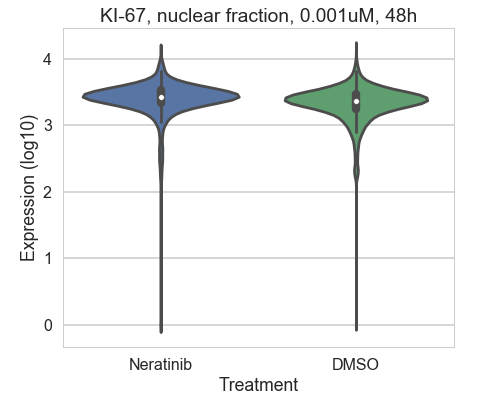 KI-67, nuclear fraction, 0.001uM, 48h
Expression (log10)
4
3
2
1
0
Neratinib DMSO
Treatment